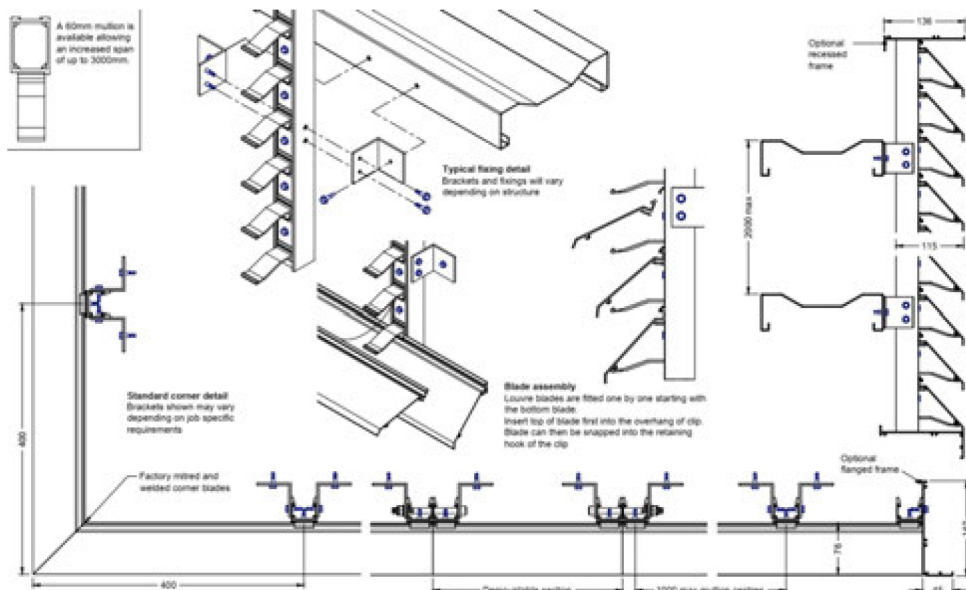 A 60mm mullion is
available allowing
an increased span
of up to 3000mm.
136
Optional
recessed
frame
Typical fixing detail
Brackets and fixings will vary
depending on structure
2000 max
115
Standard corner detail
Brackets shown may vary
depending on job specific
requirements
Blade assembly
Louvre blades are fitted one by one starting with
the bottom blade.
Insert top of blade first into the overhang of clip.
Blade can then be snapped into the retaining
hook of the clip
400
Factory mitred and
welded corner blades
Optional
flanged frame
76
400
Demountable section
1000 max mullion centres
45